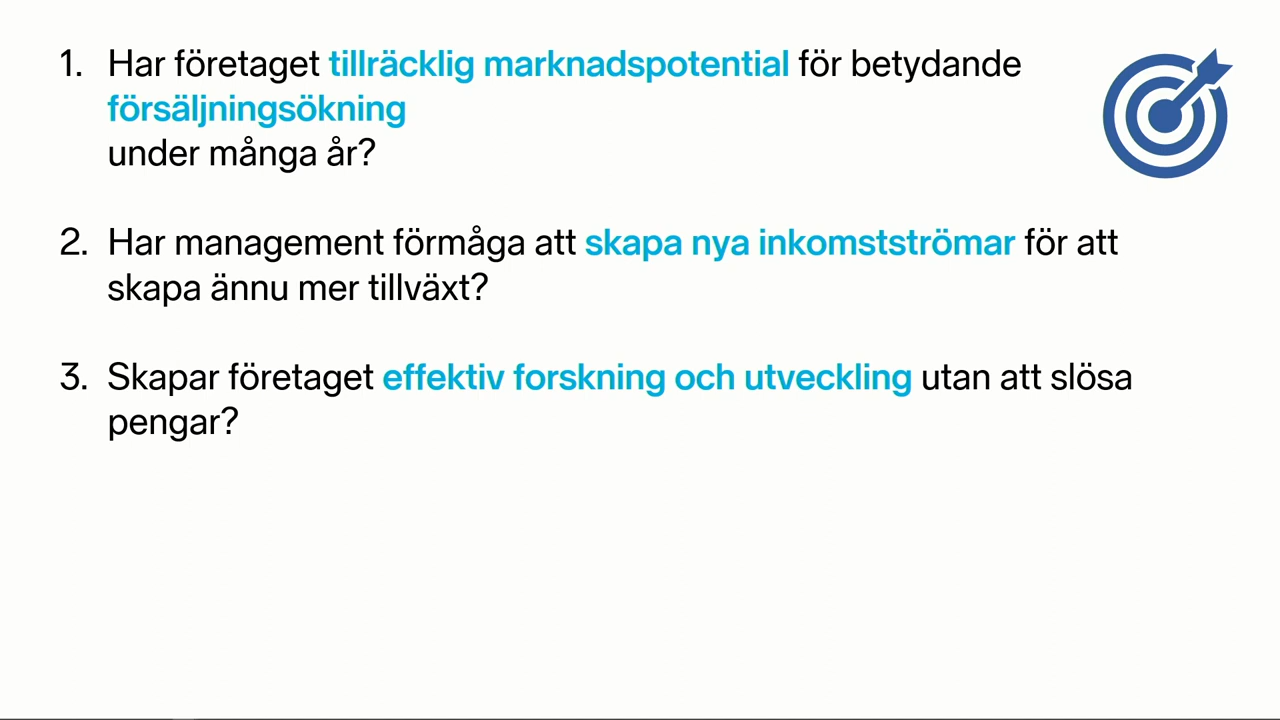 1. Har företaget tillräcklig marknadspotential för betydande
försäljningsökning
under många år?
2. Har management förmåga att skapa nya inkomstströmar för att
skapa ännu mer tillväxt?
3. Skapar företaget effektiv forskning och utveckling utan att slösa
pengar?